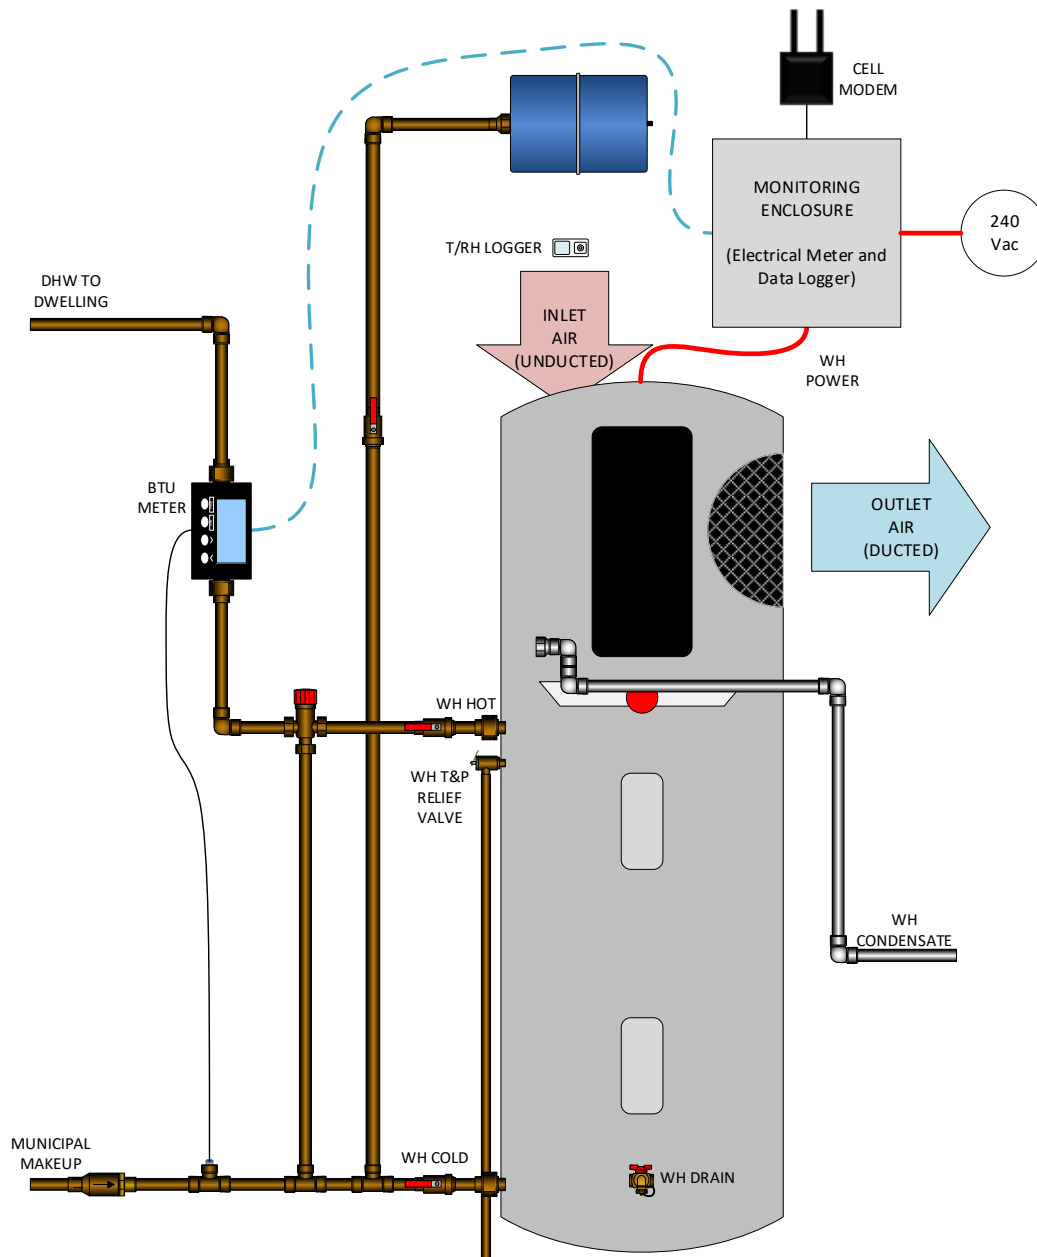 CELL
MODEM
MONITORING
ENCLOSURE
(Electrical Meter and
Data Logger)
240
Vac
T/RH LOGGER
DHW TO
DWELLING
INLET
AIR
(UNDUCTED)
WH
POWER
BTU
METER
OUTLET
AIR
(DUCTED)
WH HOT
WH T&P
RELIEF
VALVE
WH
CONDENSATE
MUNICIPAL
MAKEUP
WH COLD
WH DRAIN